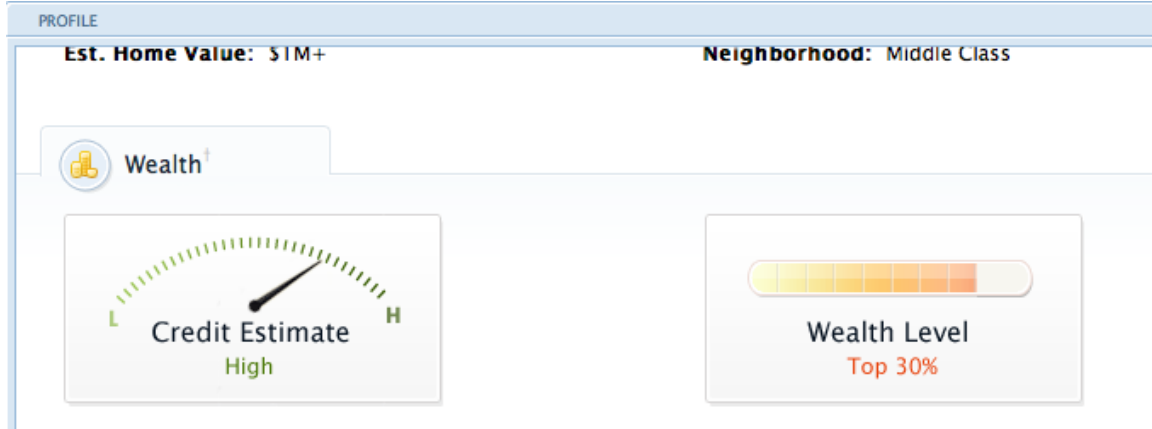 PROFILE
Est. Home Value: $1M+
Neighborhood: Middle Class
Wealth†
L
H
Credit Estimate
High
Wealth Level
Top 30%